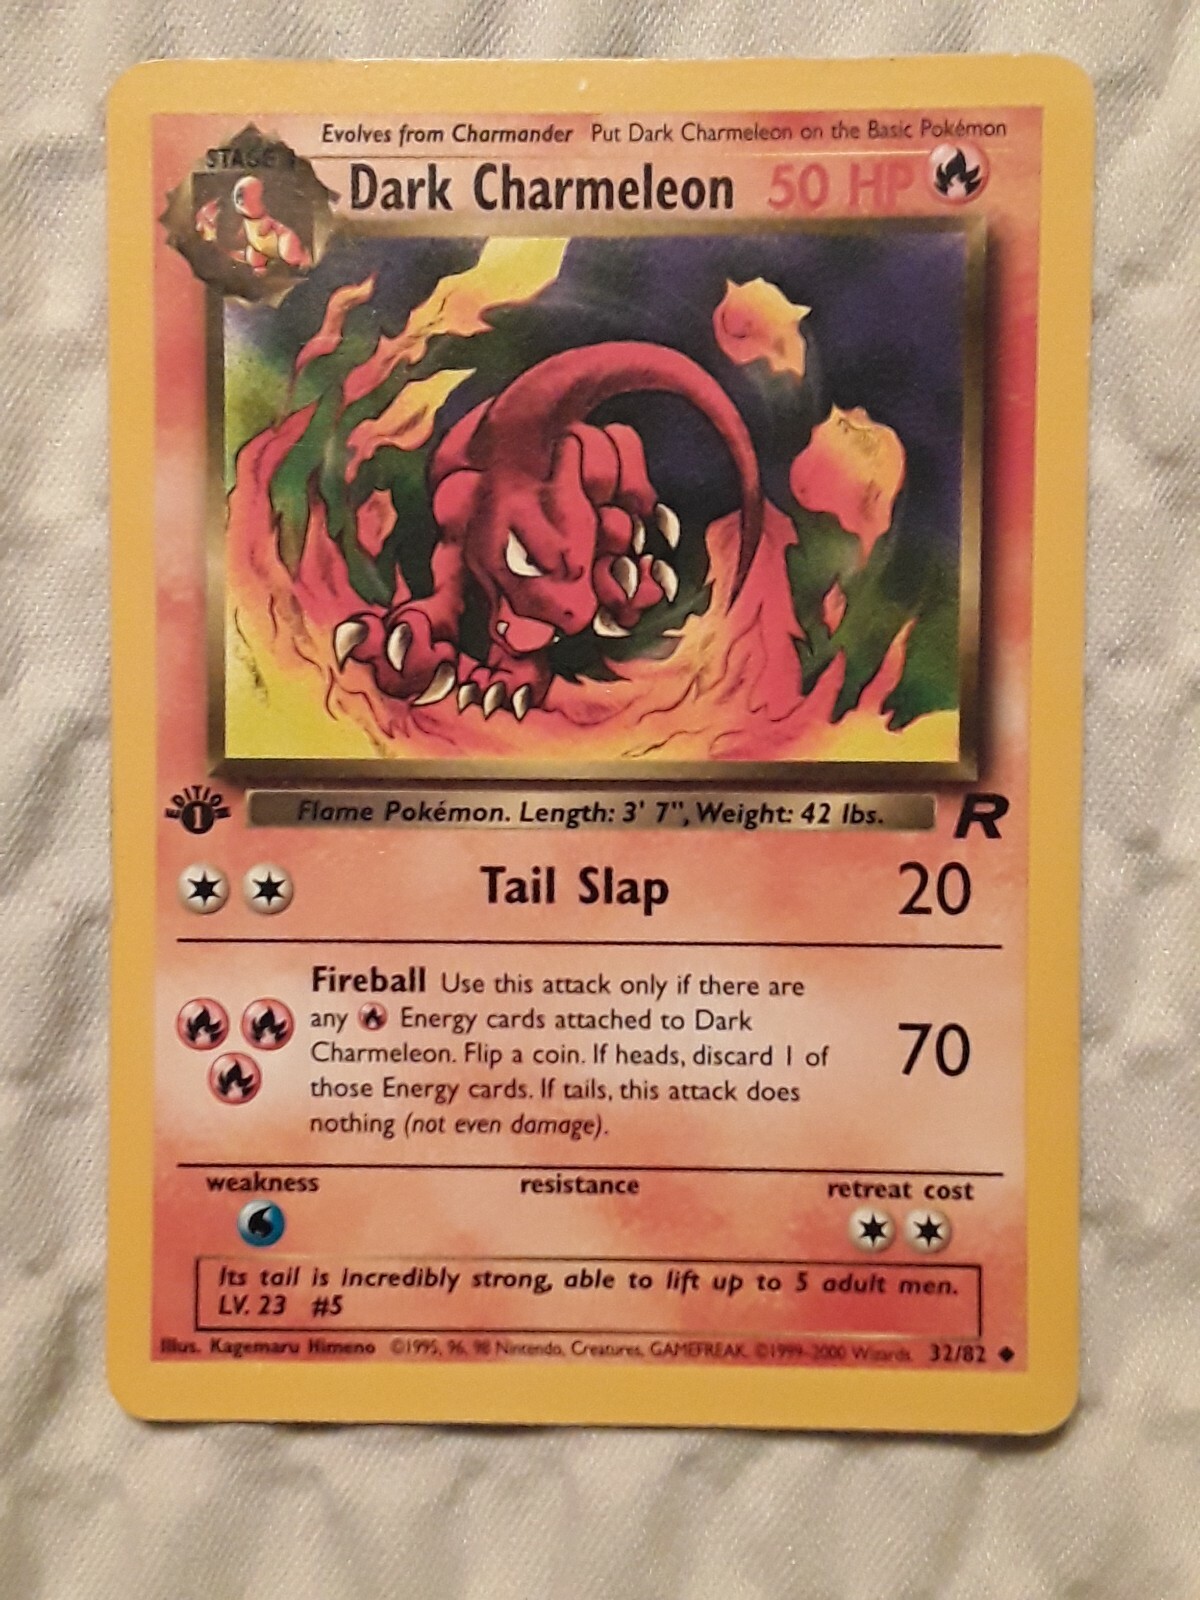 Evolves from Charmander Put Dark Charmeleon on the Basic Pokémon
STAGE 1
Dark Charmeleon 50 HP
EDITION
1
Flame Pokémon. Length: 3' 7", Weight: 42 lbs.
R
Tail Slap 20
Fireball Use this attack only if there are
any Energy cards attached to Dark
Charmeleon. Flip a coin. If heads, discard 1 of
those Energy cards. If tails, this attack does
nothing (not even damage).
70
weakness resistance retreat cost
Its tail is incredibly strong, able to lift up to 5 adult men.
LV. 23 #5
Illus. Kagemaru Himeno ©1995, 96, 98 Nintendo, Creatures, GAMEFREAK. ©1999-2000 Wizards. 32/82